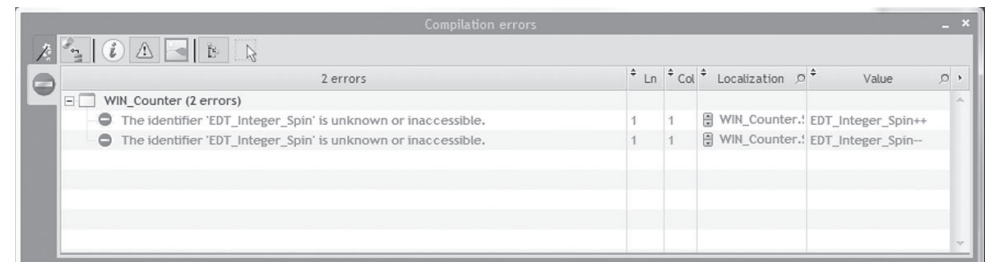 Compilation errors
2 errors Ln Col Localization Value
WIN_Counter (2 errors)
The identifier 'EDT_Integer_Spin' is unknown or inaccessible. 1 1 WIN_Counter.! EDT_Integer_Spin++
The identifier 'EDT_Integer_Spin' is unknown or inaccessible. 1 1 WIN_Counter.! EDT_Integer_Spin--